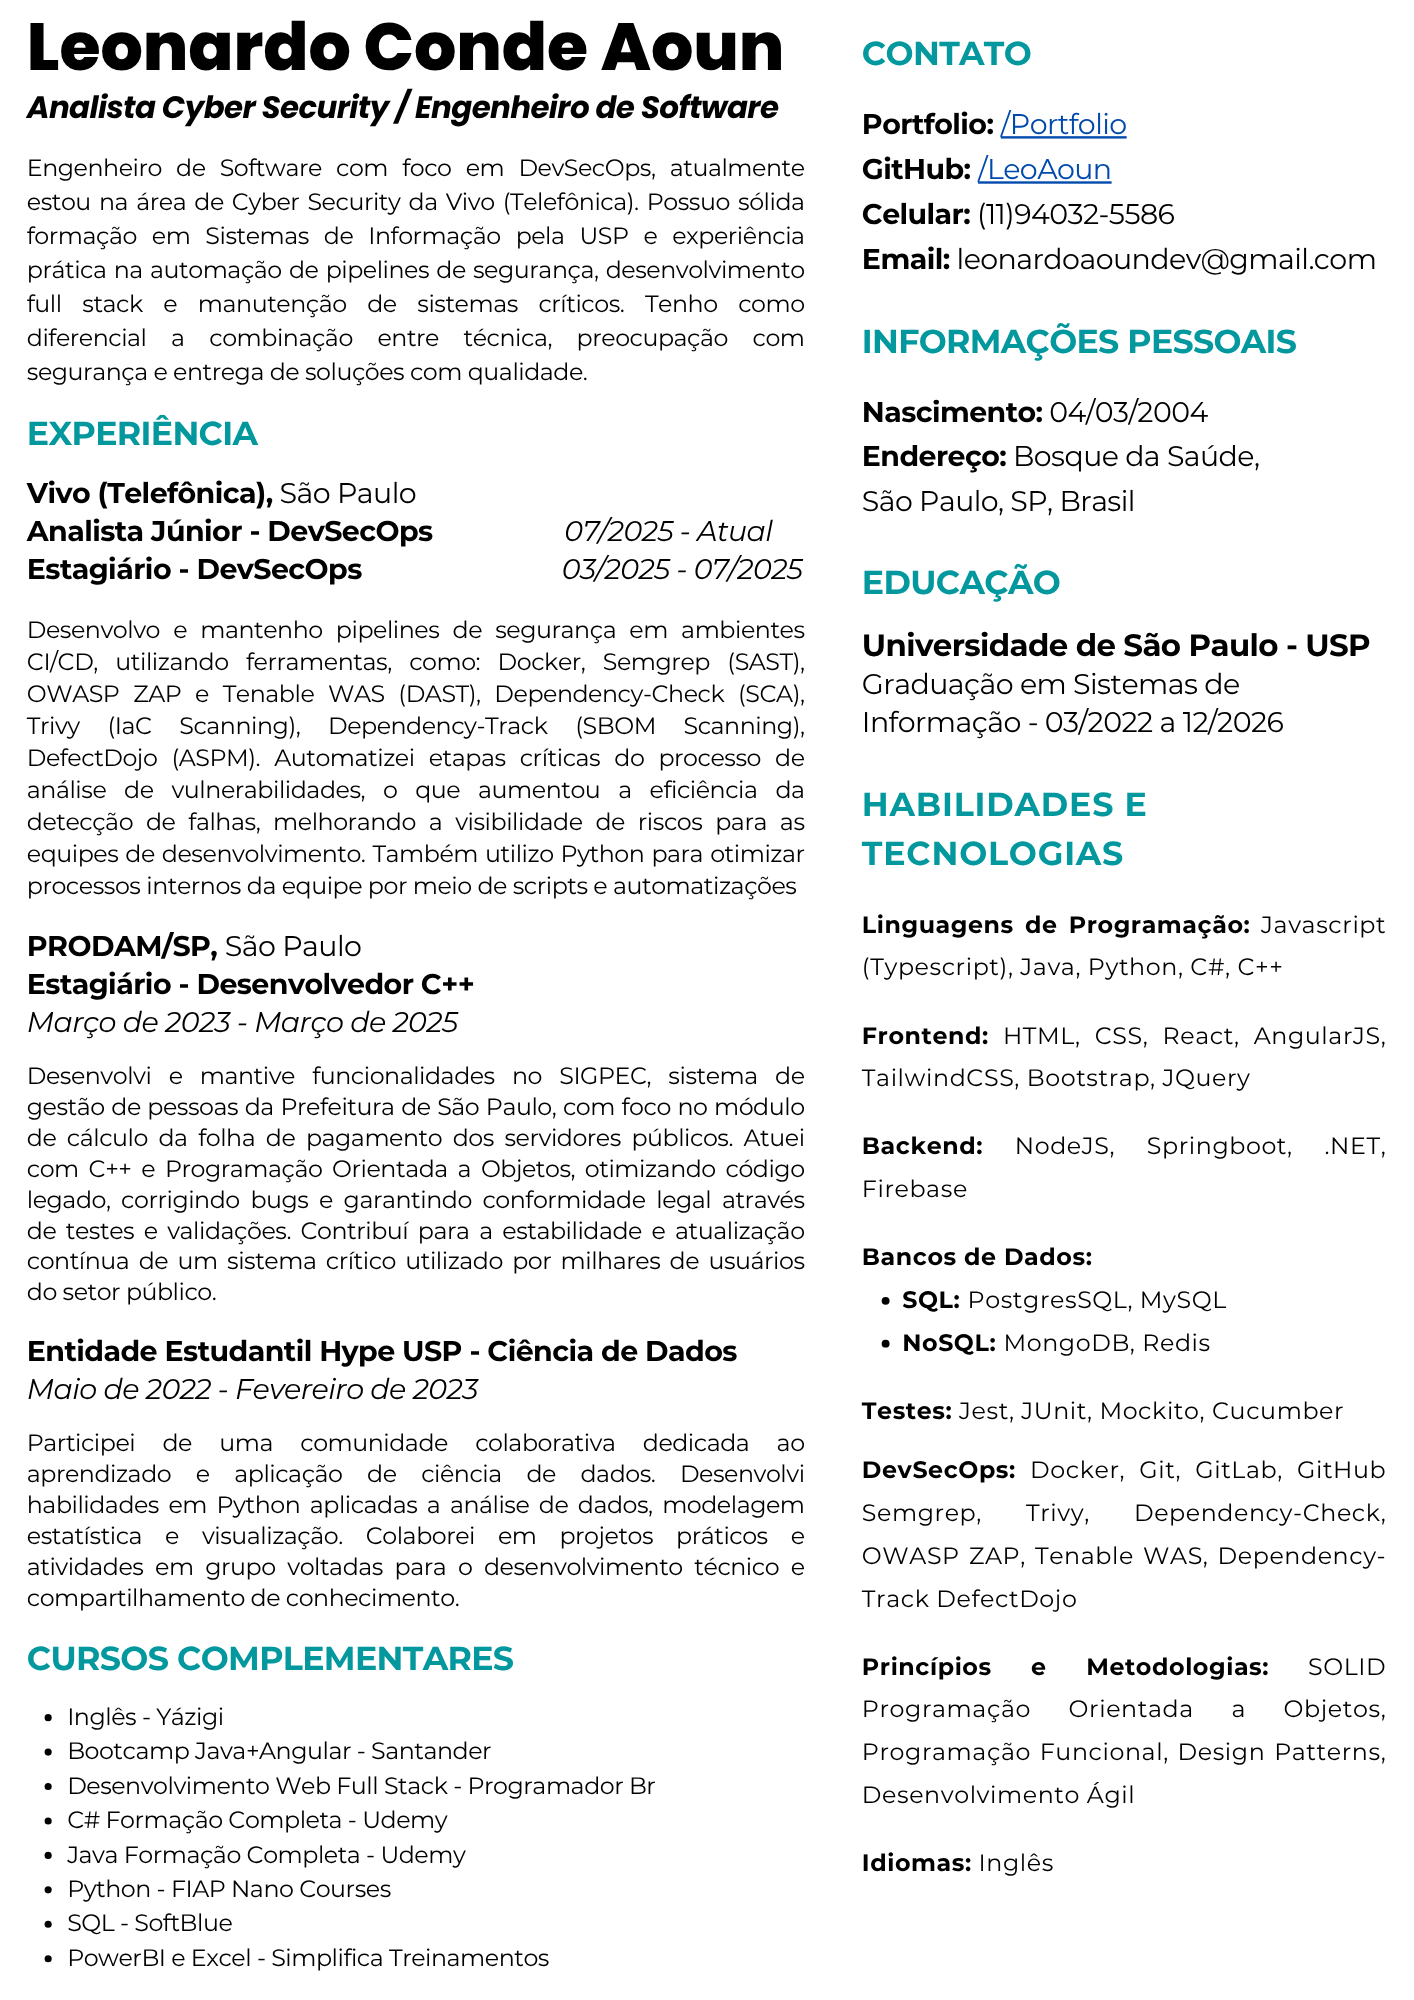 Leonardo Conde Aoun
Analista Cyber Security / Engenheiro de Software
Engenheiro de Software com foco em DevSecOps, atualmente
estou na área de Cyber Security da Vivo (Telefônica). Possuo sólida
formação em Sistemas de Informação pela USP e experiência
prática na automação de pipelines de segurança, desenvolvimento
full stack e manutenção de sistemas críticos. Tenho como
diferencial a combinação entre técnica, preocupação com
segurança e entrega de soluções com qualidade.
EXPERIÊNCIA
Vivo (Telefônica), São Paulo
Analista Júnior - DevSecOps 07/2025 - Atual
Estagiário - DevSecOps 03/2025 - 07/2025
Desenvolvo e mantenho pipelines de segurança em ambientes
CI/CD, utilizando ferramentas, como: Docker, Semgrep (SAST),
OWASP ZAP e Tenable WAS (DAST), Dependency-Check (SCA),
Trivy (IaC Scanning), Dependency-Track (SBOM Scanning),
DefectDojo (ASPM). Automatizei etapas críticas do processo de
análise de vulnerabilidades, o que aumentou a eficiência da
detecção de falhas, melhorando a visibilidade de riscos para as
equipes de desenvolvimento. Também utilizo Python para otimizar
processos internos da equipe por meio de scripts e automatizações
PRODAM/SP, São Paulo
Estagiário - Desenvolvedor C++
Março de 2023 - Março de 2025
Desenvolvi e mantive funcionalidades no SIGPEC, sistema de
gestão de pessoas da Prefeitura de São Paulo, com foco no módulo
de cálculo da folha de pagamento dos servidores públicos. Atuei
com C++ e Programação Orientada a Objetos, otimizando código
legado, corrigindo bugs e garantindo conformidade legal através
de testes e validações. Contribuí para a estabilidade e atualização
contínua de um sistema crítico utilizado por milhares de usuários
do setor público.
Entidade Estudantil Hype USP - Ciência de Dados
Maio de 2022 - Fevereiro de 2023
Participei de uma comunidade colaborativa dedicada ao
aprendizado e aplicação de ciência de dados. Desenvolvi
habilidades em Python aplicadas a análise de dados, modelagem
estatística e visualização. Colaborei em projetos práticos e
atividades em grupo voltadas para o desenvolvimento técnico e
compartilhamento de conhecimento.
CURSOS COMPLEMENTARES
• Inglês - Yázigi
• Bootcamp Java+Angular - Santander
• Desenvolvimento Web Full Stack - Programador Br
• C# Formação Completa - Udemy
• Java Formação Completa - Udemy
• Python - FIAP Nano Courses
• SQL - SoftBlue
• PowerBI e Excel - Simplifica Treinamentos
CONTATO
Portfolio: /Portfolio
GitHub: /LeoAoun
Celular: (11)94032-5586
Email: leonardoaoundev@gmail.com
INFORMAÇÕES PESSOAIS
Nascimento: 04/03/2004
Endereço: Bosque da Saúde,
São Paulo, SP, Brasil
EDUCAÇÃO
Universidade de São Paulo - USP
Graduação em Sistemas de
Informação - 03/2022 a 12/2026
HABILIDADES E
TECNOLOGIAS
Linguagens de Programação: Javascript
(Typescript), Java, Python, C#, C++
Frontend: HTML, CSS, React, AngularJS,
TailwindCSS, Bootstrap, JQuery
Backend: NodeJS, Springboot, .NET,
Firebase
Bancos de Dados:
• SQL: PostgresSQL, MySQL
• NoSQL: MongoDB, Redis
Testes: Jest, JUnit, Mockito, Cucumber
DevSecOps: Docker, Git, GitLab, GitHub
Semgrep, Trivy, Dependency-Check,
OWASP ZAP, Tenable WAS, Dependency-
Track DefectDojo
Princípios e Metodologias: SOLID
Programação Orientada a Objetos,
Programação Funcional, Design Patterns,
Desenvolvimento Ágil
Idiomas: Inglês